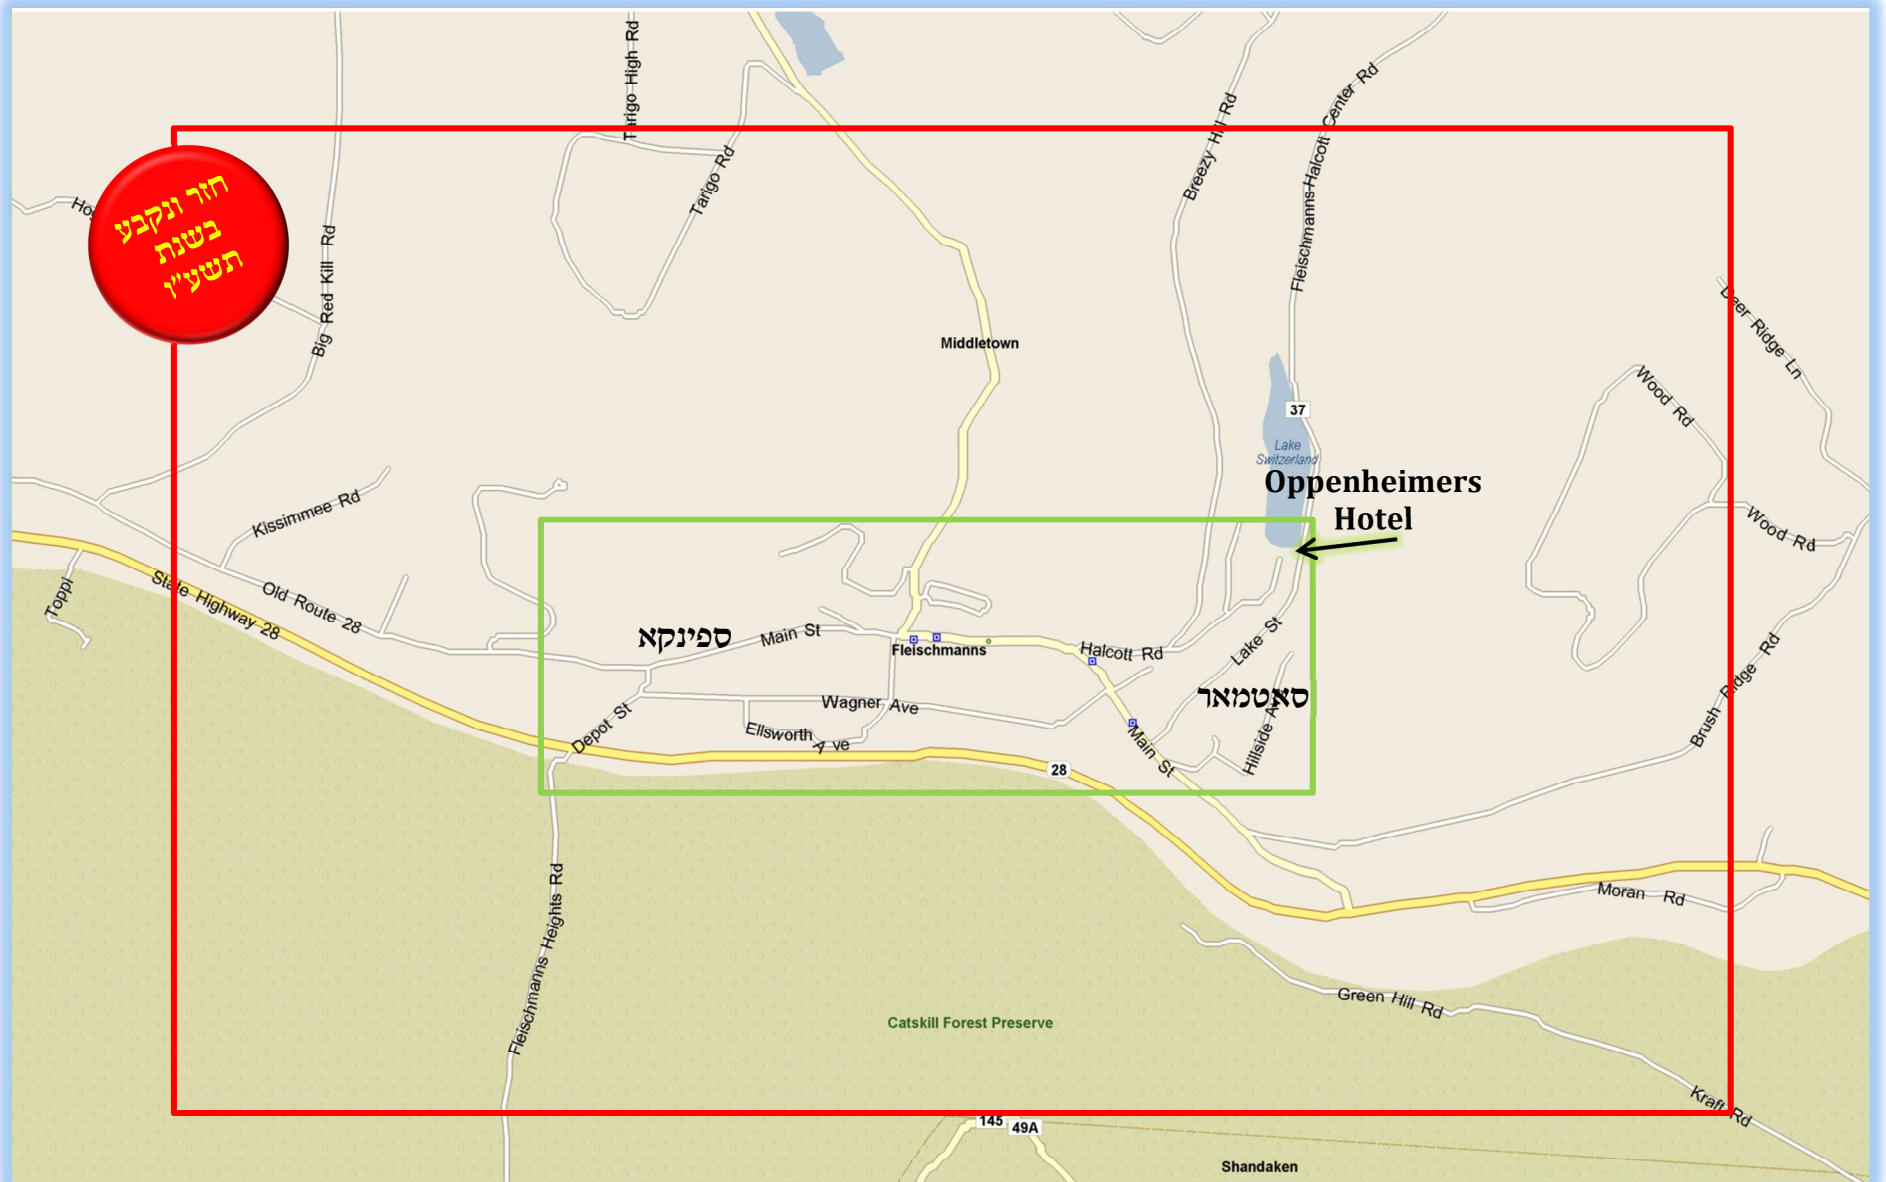 Tarigo High Rd
Fleischmanns-Halcott Center Rd
Breezy Hill Rd
Tarigo Rd
חזר ונקבע
בשנת
תשע"ו
Big Red Kill Rd
Deer Ridge Ln
Middletown
Wood Rd
37
Lake
Switzerland
Oppenheimers
Hotel
Kissimmee Rd
Wood Rd
Toppi
State Highway 28
Old Route 28
ספינקא
Main St
Fleischmanns
Halcott Rd
Lake St
סאטמאר
Wagner Ave
Depot St
Ellsworth Ave
Main St
Hillside Av
Brush Ridge Rd
28
Moran Rd
Fleischmanns Heights Rd
Green Hill Rd
Catskill Forest Preserve
Kraft Rd
145
49A
Shandaken